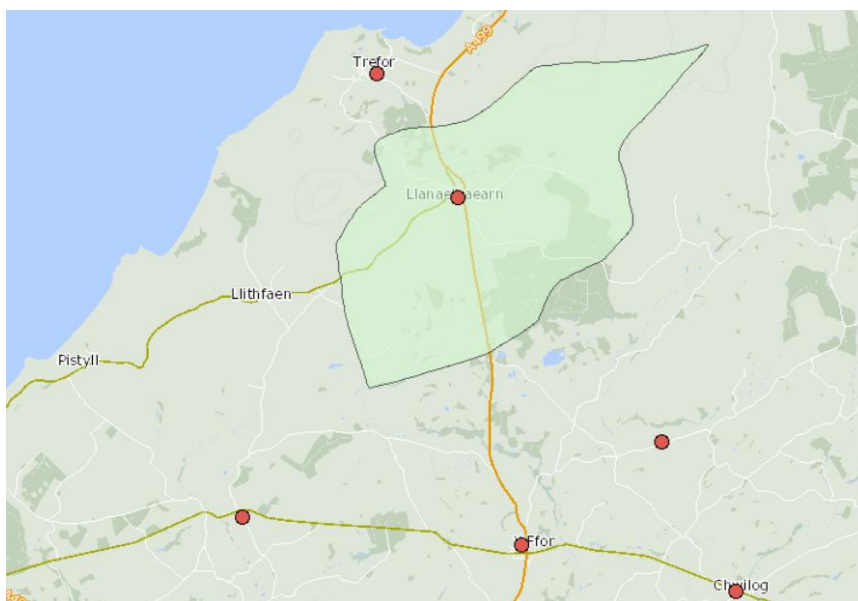 Trefor
A499
Llanaelhaearn
Llithfaen
Pistyll
Y Ffor
Chwilog